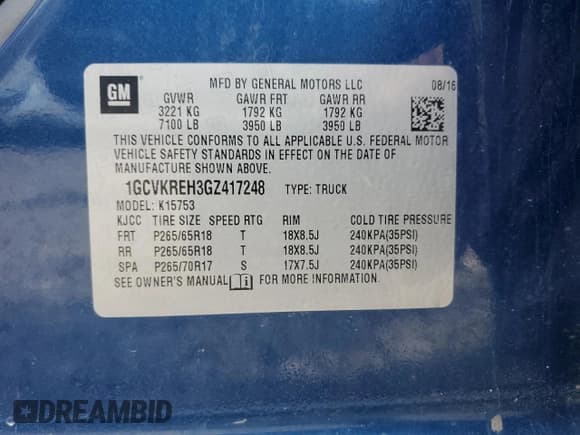 GM MFD BY GENERAL MOTORS LLC 08/16
GVWR GAWR FRT GAWR RR
3221 KG 1792 KG 1792 KG
7100 LB 3950 LB 3950 LB
THIS VEHICLE CONFORMS TO ALL APPLICABLE U.S. FEDERAL MOTOR
VEHICLE SAFETY STANDARDS IN EFFECT ON THE DATE OF
MANUFACTURE SHOWN ABOVE.
1GCVKREH3GZ417248 TYPE: TRUCK
MODEL: K15753
KJCC TIRE SIZE SPEED RTG RIM COLD TIRE PRESSURE
FRT P265/65R18 T 18X8.5J 240KPA(35PSI)
RR P265/65R18 T 18X8.5J 240KPA(35PSI)
SPA P265/70R17 S 17X7.5J 240KPA(35PSI)
SEE OWNER'S MANUAL FOR MORE INFORMATION.
DREAMBID